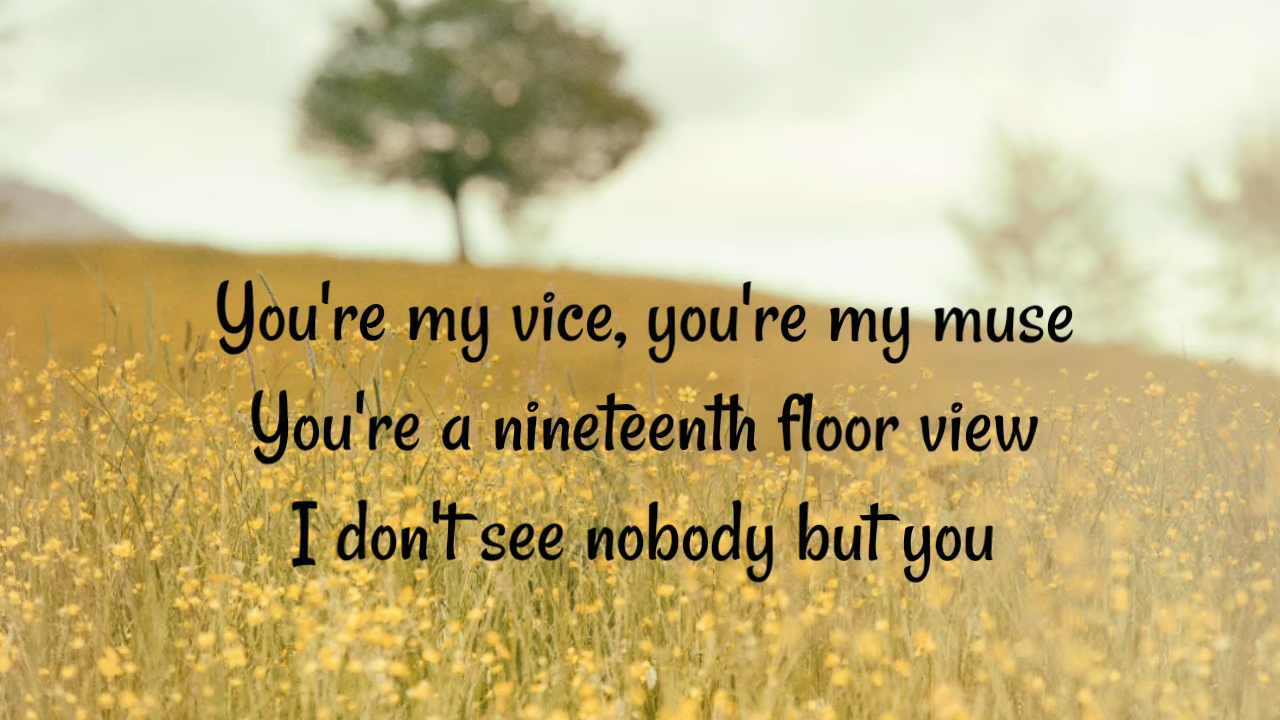 You're my vice, you're my muse
You're a nineteenth floor view
I don't see nobody but you